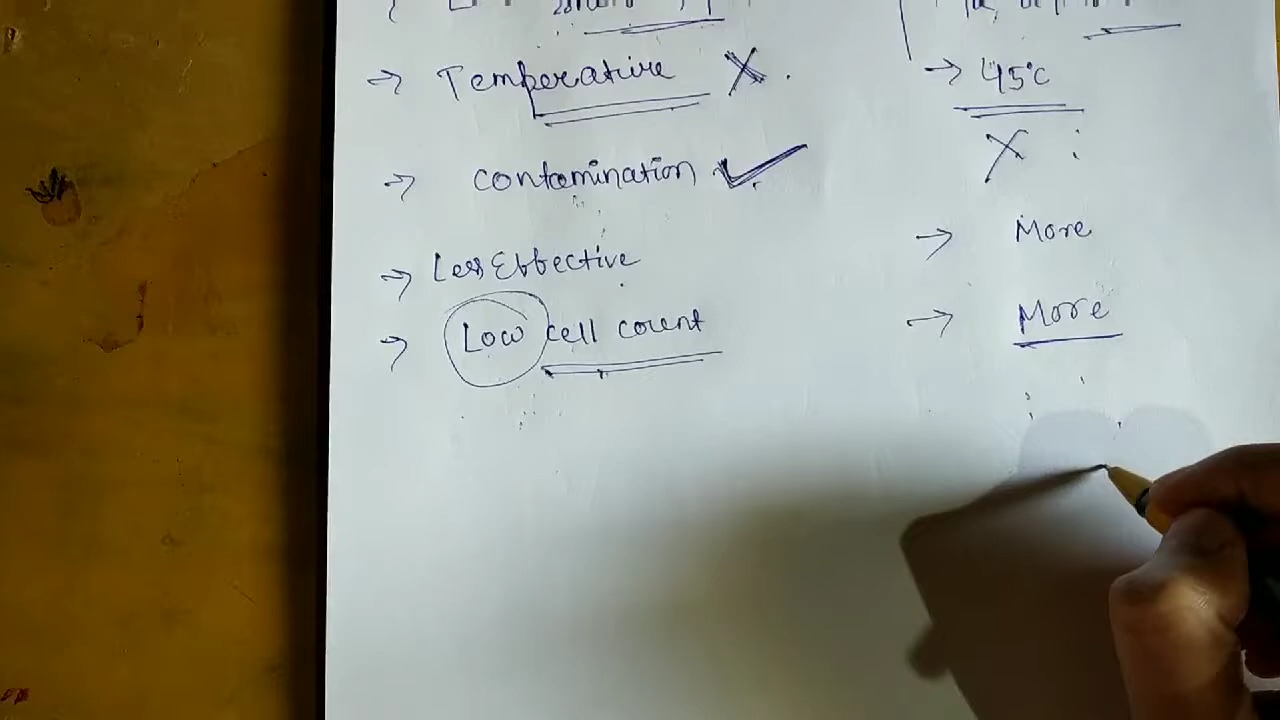 → Temperature X .
→ 45°c
X
→ Contamination ✓
→ More
→ Less Effective
→ More
→ Low cell count